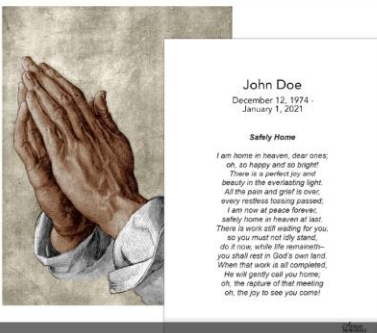 John Doe
December 12, 1974 -
January 1, 2021
Safely Home
I am home in heaven, dear ones;
oh, so happy and so bright!
There is a perfect joy and
beauty in the everlasting light.
All the pain and grief is over,
every restless tossing passed;
I am now at peace forever,
safely home in heaven at last.
There is work still waiting for you,
so you must not idly stand,
do it now, while life remaineth–
you shall rest in God's own land.
When that work is all completed,
He will gently call you home;
oh, the rapture of that meeting
oh, the joy to see you come!